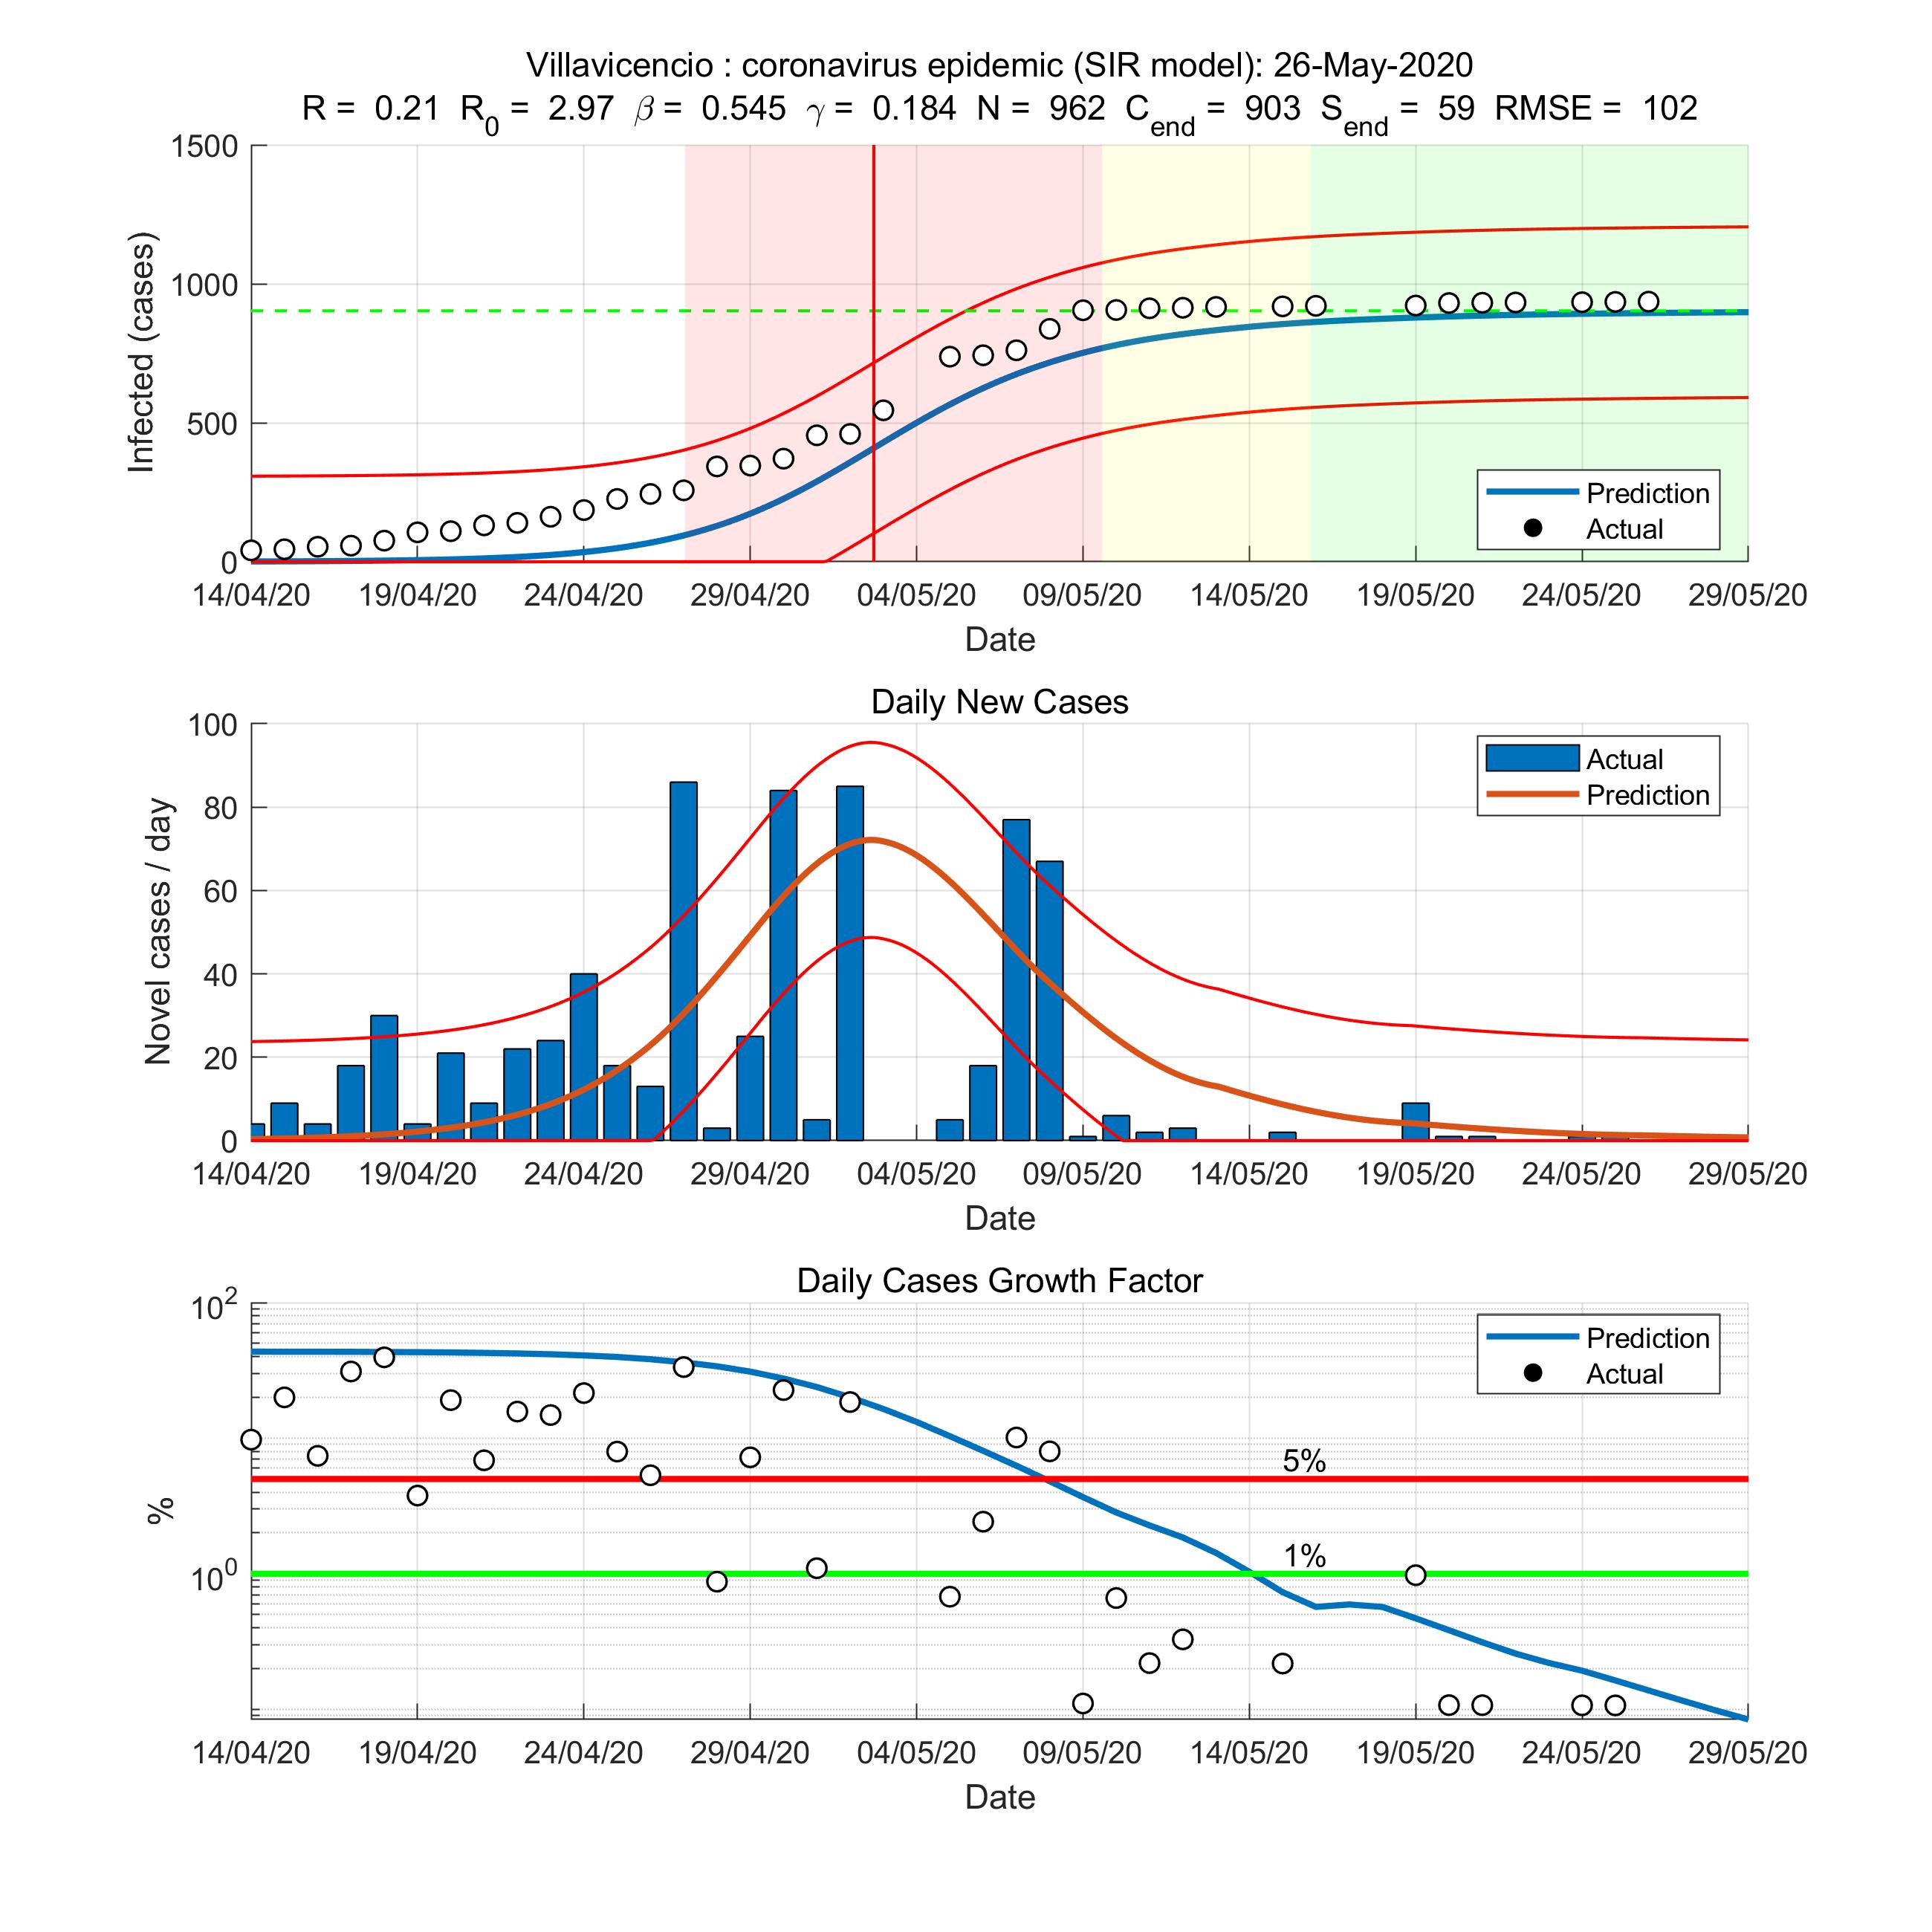 Villavicencio : coronavirus epidemic (SIR model): 26-May-2020
R = 0.21 R0 = 2.97 β = 0.545 γ = 0.184 N = 962 Cend = 903 Send = 59 RMSE = 102
1500
1000
500
0
Infected (cases)
Prediction
Actual
14/04/20 19/04/20 24/04/20 29/04/20 04/05/20 09/05/20 14/05/20 19/05/20 24/05/20 29/05/20
Date
Daily New Cases
100
80
60
40
20
0
Novel cases / day
Actual
Prediction
14/04/20 19/04/20 24/04/20 29/04/20 04/05/20 09/05/20 14/05/20 19/05/20 24/05/20 29/05/20
Date
Daily Cases Growth Factor
10^2
10^0
%
Prediction
Actual
5%
1%
14/04/20 19/04/20 24/04/20 29/04/20 04/05/20 09/05/20 14/05/20 19/05/20 24/05/20 29/05/20
Date